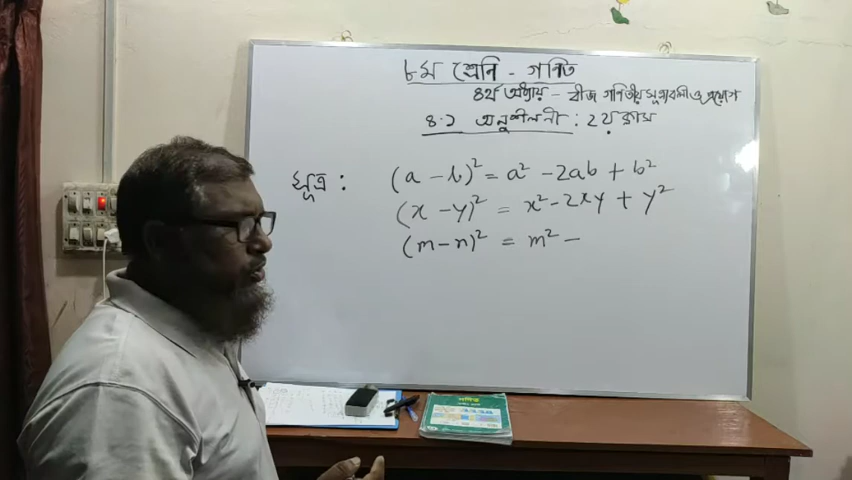 ৮ম শ্রেনি - গণিত
৪র্থ অধ্যায় - বীজ গণিতীয় সূত্রাবলী ও প্রয়োগ
৪.১ অনুশীলনী : ২য় ক্লাস
সূত্র : (a - b)² = a² - 2ab + b²
(x - y)² = x² - 2xy + y²
(m - n)² = m² -
গণিত